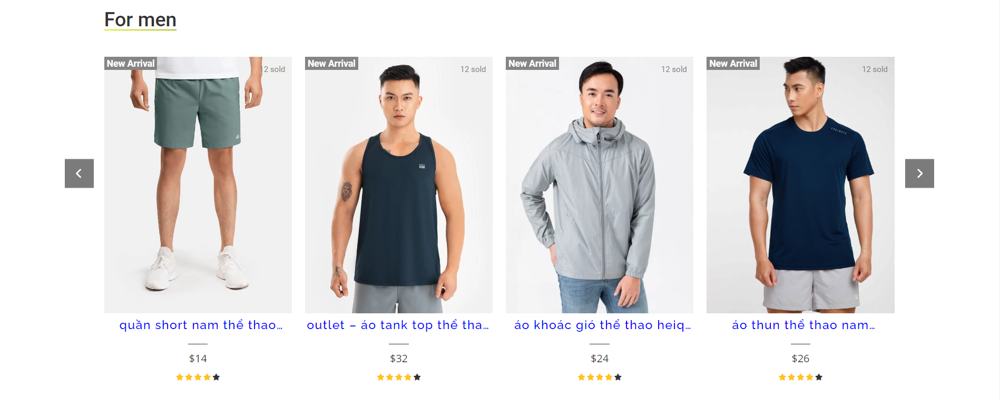 For men
New Arrival
12 sold
New Arrival
12 sold
New Arrival
12 sold
New Arrival
12 sold
COOLMATE
quần short nam thể thao…
outlet – áo tank top thể tha…
áo khoác gió thể thao heiq…
áo thun thể thao nam…
$14
$32
$24
$26